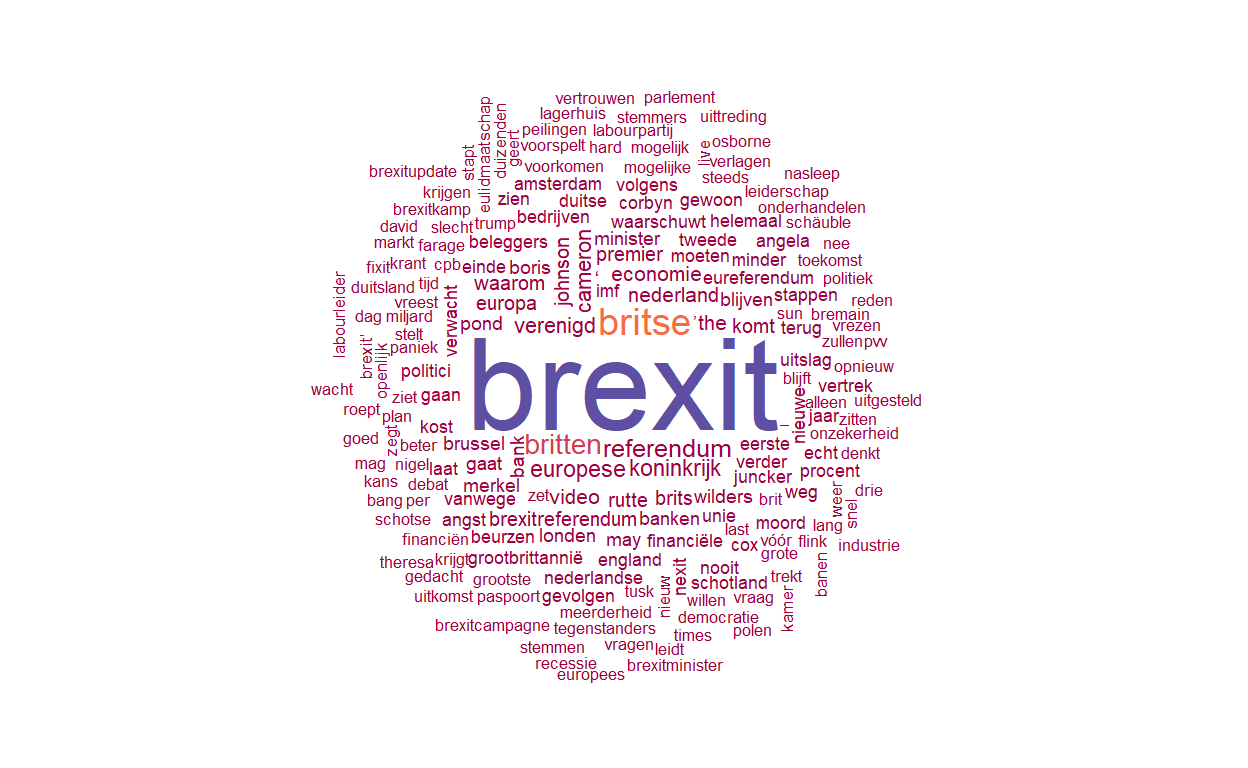 vertrouwen parlement
lagerhuis stemmers uittreding
peilingen labourpartij
voorspelt hard mogelijk live osborne
stapt eulidmaatschap duizenden geert
brexitupdate voorkomen mogelijke verlagen
amsterdam volgens steeds nasleep
krijgen zien duitse corbyn gewoon leiderschap
brexitkamp bedrijven onderhandelen
david slecht trump waarschuwt helemaal schäuble
markt farage beleggers minister tweede angela nee
johnson cameron premier moeten minder toekomst
fixit krant cpb einde boris economie eureferendum politiek
duitsland tijd waarom imf nederland blijven stappen
labourleider vreest verwacht europa reden
dag miljard pond verenigd britse ’ the komt terug sun bremain vrezen
stelt zullen pvv
brexit' openlijk paniek brexit uitslag opnieuw
politici blijft vertrek
wacht ziet gaan nieuwe alleen uitgesteld
roept plan jaar zitten
kost onzekerheid
goed zegt beter brussel bank britten referendum eerste echt denkt
mag nigel laat gaat europese koninkrijk verder procent
kans debat merkel juncker
bang per vanwege zet video rutte brits wilders brit weg weer snel drie
schotse angst brexitreferendum banken unie last moord lang
financiën beurzen londen may financiële cox vóór flink industrie
theresa krijgt grootbrittannië england grote
gedacht grootste nederlandse nexit nooit schotland trekt banen
uitkomst paspoort gevolgen tusk nieuw willen vraag kamer
meerderheid democratie
brexitcampagne tegenstanders times polen
stemmen vragen leidt
recessie brexitminister
europees